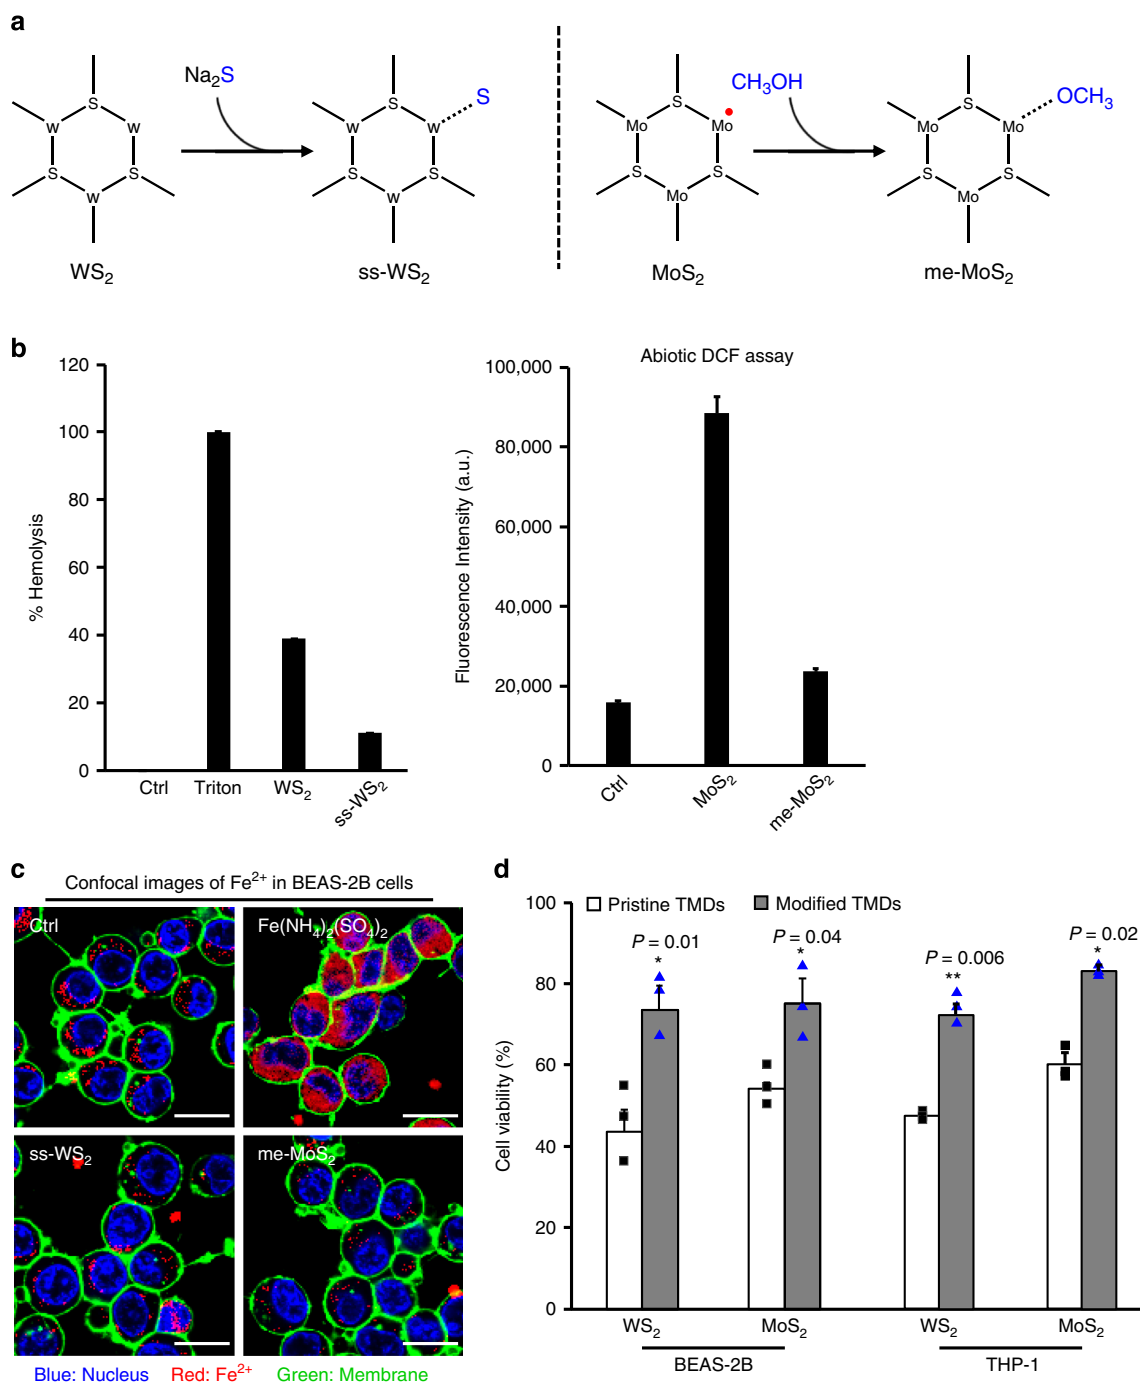 a
Na2S
S
W
W
S
S
W
WS2
S
W
W
S
S
S
W
ss-WS2
S
Mo
Mo
S
S
Mo
MoS2
CH3OH
S
Mo
Mo
OCH3
S
S
Mo
me-MoS2
b
% Hemolysis
120
100
80
60
40
20
0
Ctrl
Triton
WS2
ss-WS2
Abiotic DCF assay
Fluorescence Intensity (a.u.)
100,000
80,000
60,000
40,000
20,000
0
Ctrl
MoS2
me-MoS2
c
Confocal images of Fe2+ in BEAS-2B cells
Ctrl
Fe(NH4)2(SO4)2
ss-WS2
me-MoS2
Blue: Nucleus Red: Fe2+ Green: Membrane
d
Pristine TMDs Modified TMDs
Cell viability (%)
100
80
60
40
20
0
P = 0.01
*
P = 0.04
*
P = 0.006
**
P = 0.02
*
WS2
MoS2
WS2
MoS2
BEAS-2B
THP-1